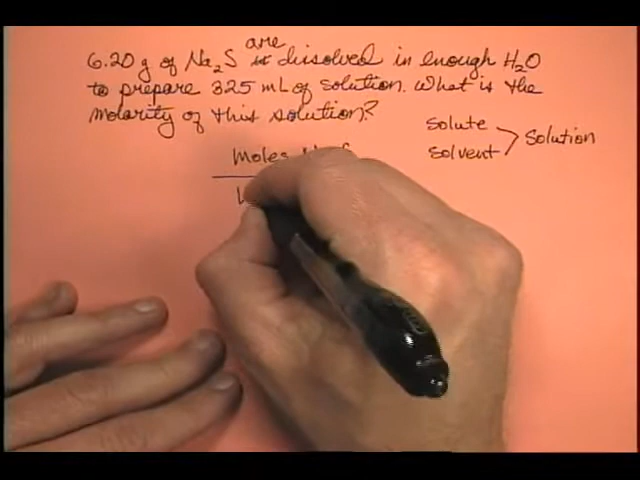 6.20 g of Na₂S are is dissolved in enough H₂O
to prepare 325 mL of solution. What is the
molarity of this solution?
solute
solvent > solution
moles